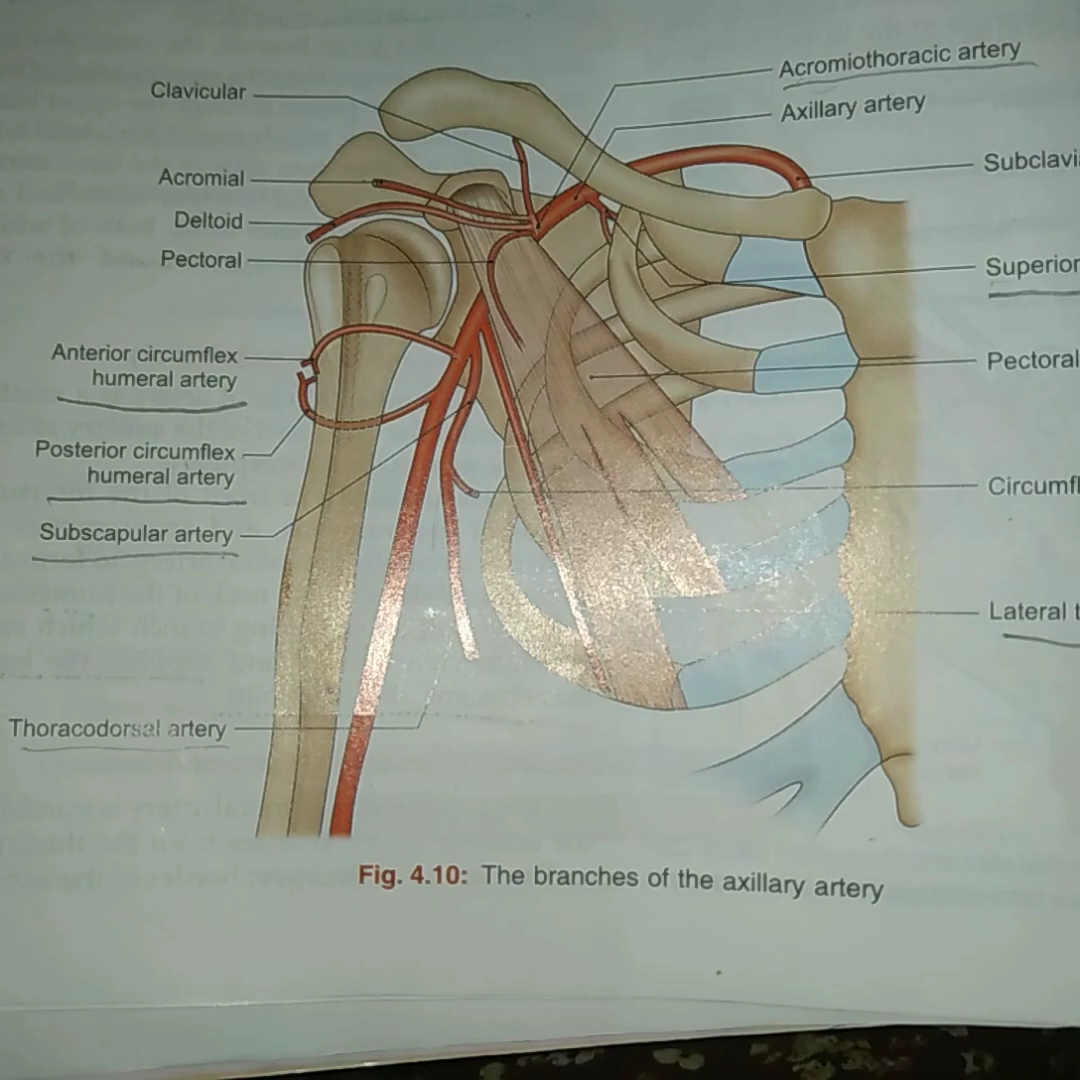 Clavicular
Acromial
Deltoid
Pectoral
Anterior circumflex
humeral artery
Posterior circumflex
humeral artery
Subscapular artery
Thoracodorsal artery
Acromiothoracic artery
Axillary artery
Subclavi
Superior
Pectoral
Circumfl
Lateral t
Fig. 4.10: The branches of the axillary artery